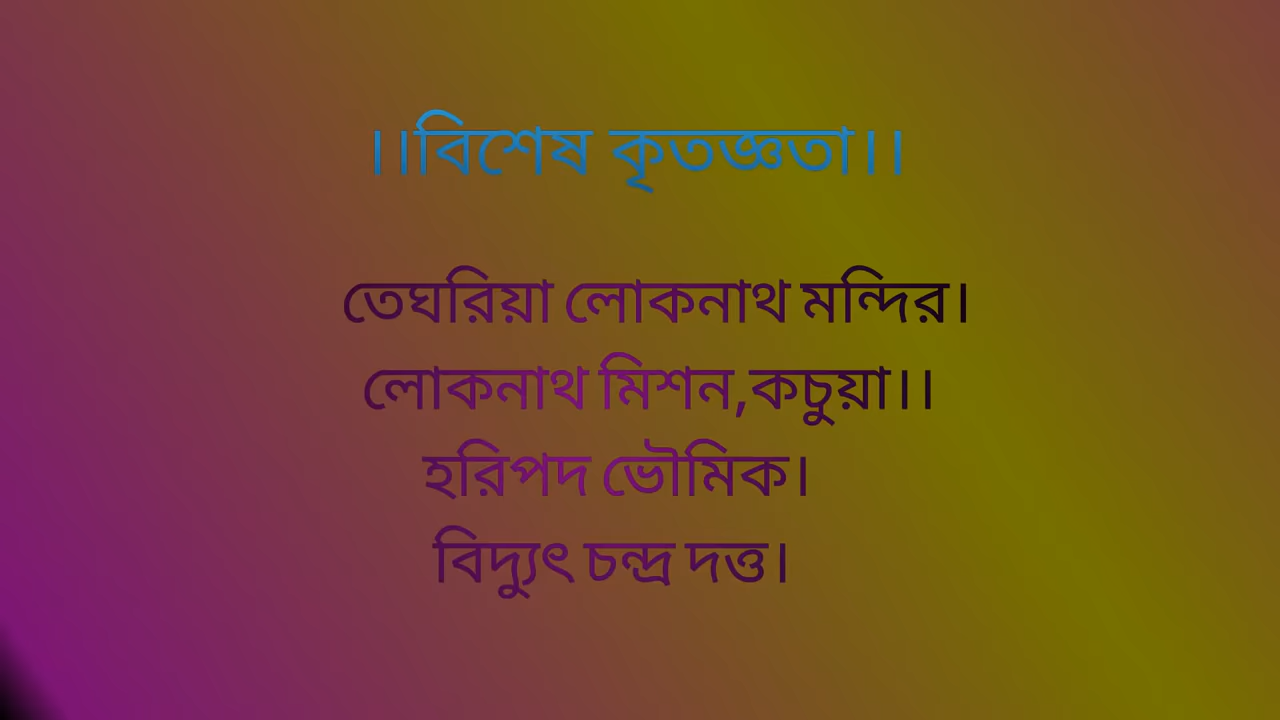 ।।বিশেষ কৃতজ্ঞতা।।
তেঘরিয়া লোকনাথ মন্দির।
লোকনাথ মিশন,কচুয়া।।
হরিপদ ভৌমিক।
বিদ্যুৎ চন্দ্র দত্ত।